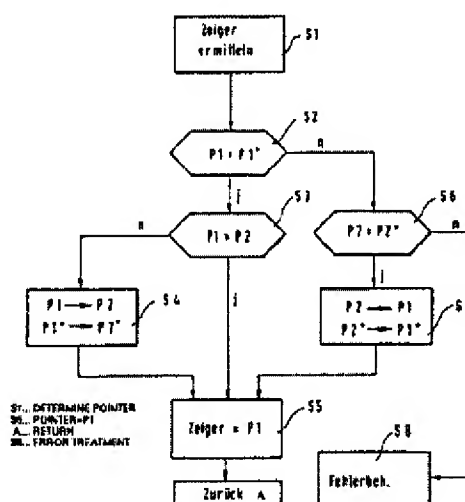 Zeiger
ermitteln
S1
S2
P1 = P1*
n
j
S3
S6
n
P1 = P2
P2 = P2*
n
j
j
P1 → P2
P1* → P2*
S4
P2 → P1
P2* → P1*
S1... DETERMINE POINTER
S5... POINTER=P1
A... RETURN
S8... ERROR TREATMENT
Zeiger = P1
S5
S8
Fehlerbeh.
Zurück A